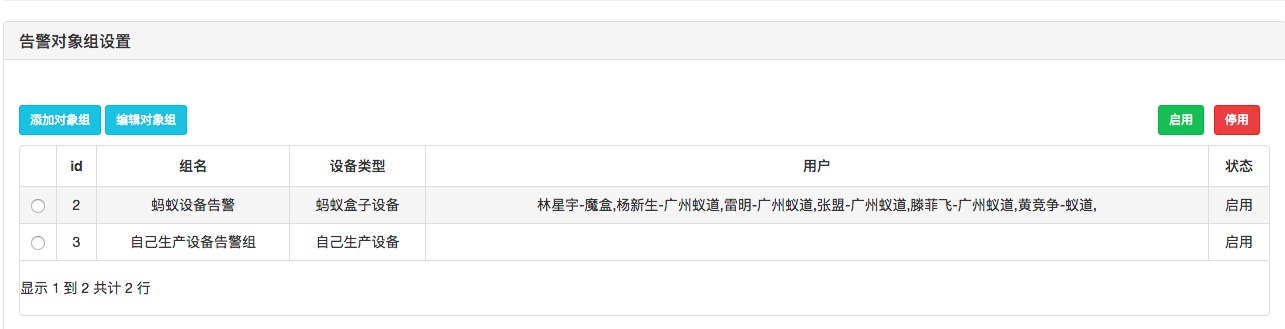 告警对象组设置
添加对象组 编辑对象组 启用 停用
id 组名 设备类型 用户 状态
2 蚂蚁设备告警 蚂蚁盒子设备 林星宇-魔盒,杨新生-广州蚁道,雷明-广州蚁道,张盟-广州蚁道,滕菲飞-广州蚁道,黄竞争-蚁道, 启用
3 自己生产设备告警组 自己生产设备 启用
显示 1 到 2 共计 2 行